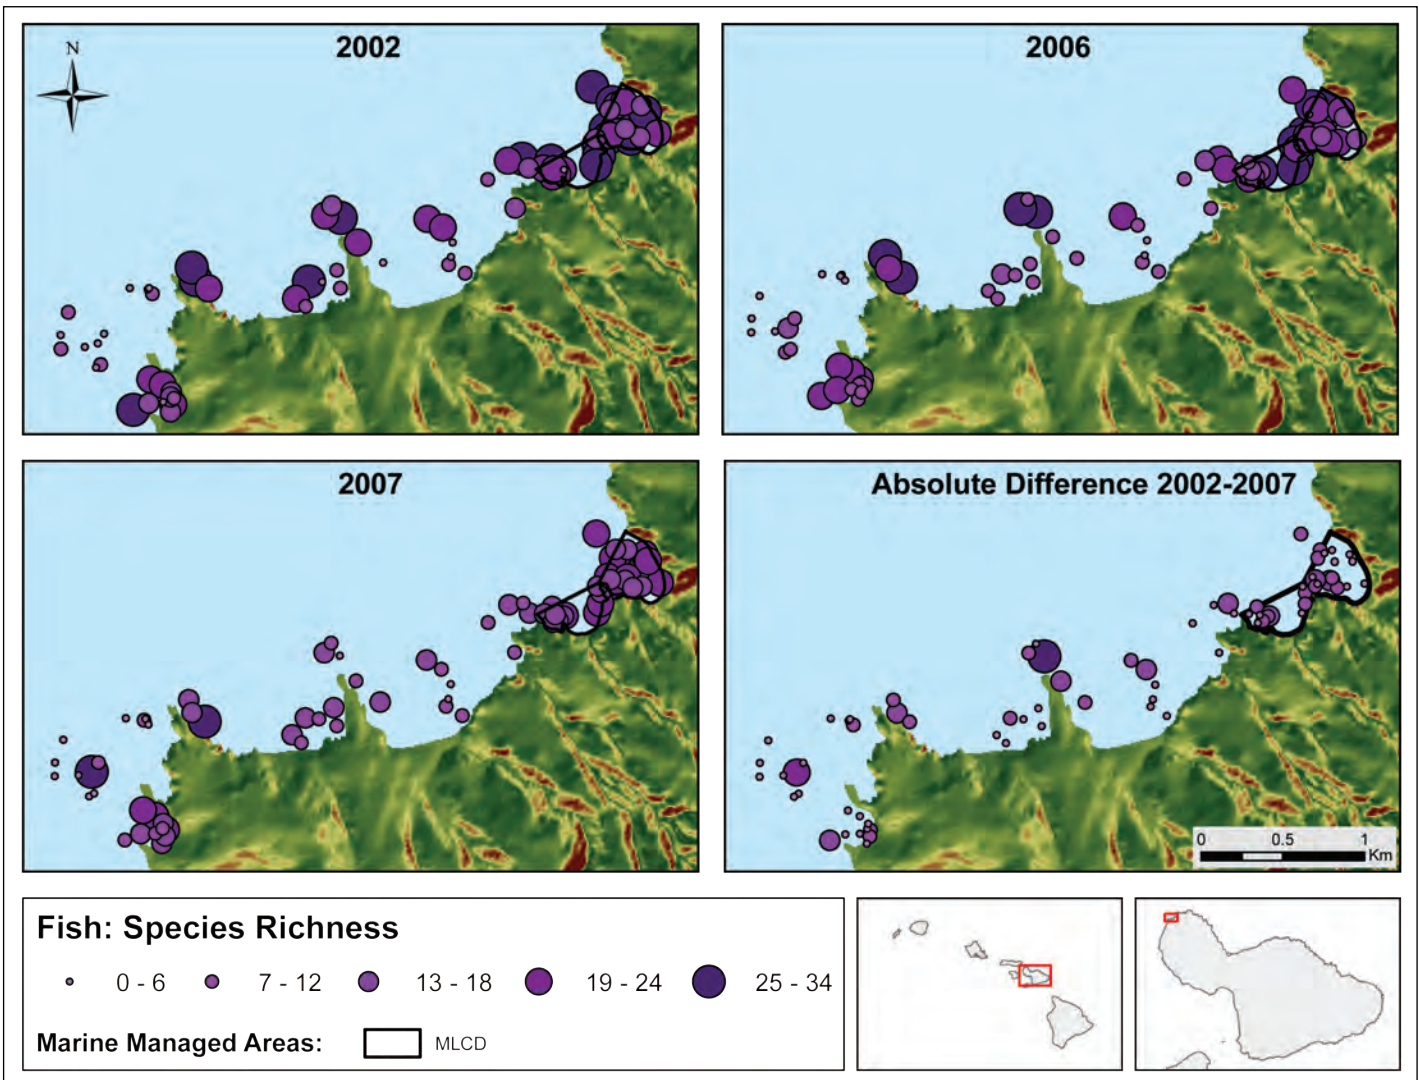 2002
N
2006
2007
Absolute Difference 2002-2007
0 0.5 1
Km
Fish: Species Richness
0 - 6 7 - 12 13 - 18 19 - 24 25 - 34
Marine Managed Areas: MLCD